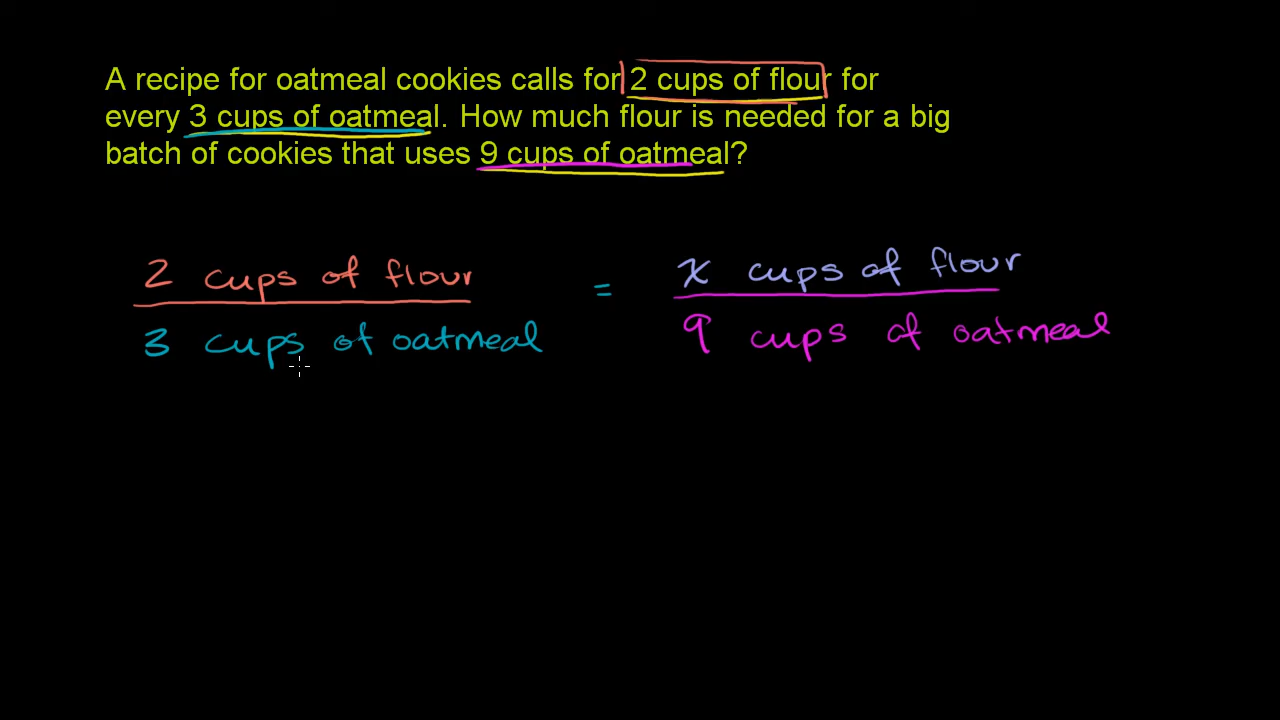 A recipe for oatmeal cookies calls for 2 cups of flour for
every 3 cups of oatmeal. How much flour is needed for a big
batch of cookies that uses 9 cups of oatmeal?
2 cups of flour = x cups of flour
3 cups of oatmeal 9 cups of oatmeal